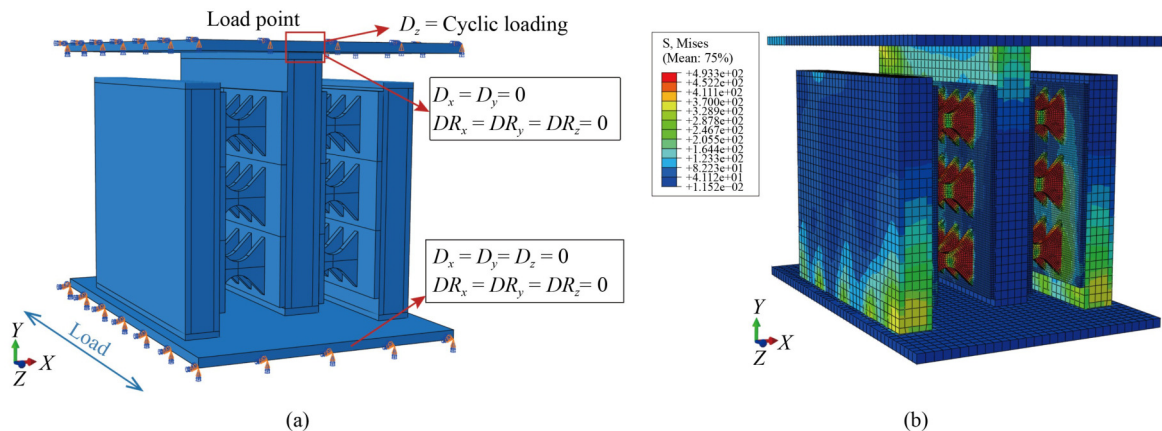 Load point
D_z = Cyclic loading
D_x = D_y = 0
DR_x = DR_y = DR_z = 0
D_x = D_y = D_z = 0
DR_x = DR_y = DR_z = 0
Load
Y
X
Z
(a)
S, Mises
(Mean: 75%)
+4.933e+02
+4.522e+02
+4.111e+02
+3.700e+02
+3.289e+02
+2.878e+02
+2.467e+02
+2.055e+02
+1.644e+02
+1.233e+02
+8.223e+01
+4.112e+01
+1.152e−02
Y
X
Z
(b)